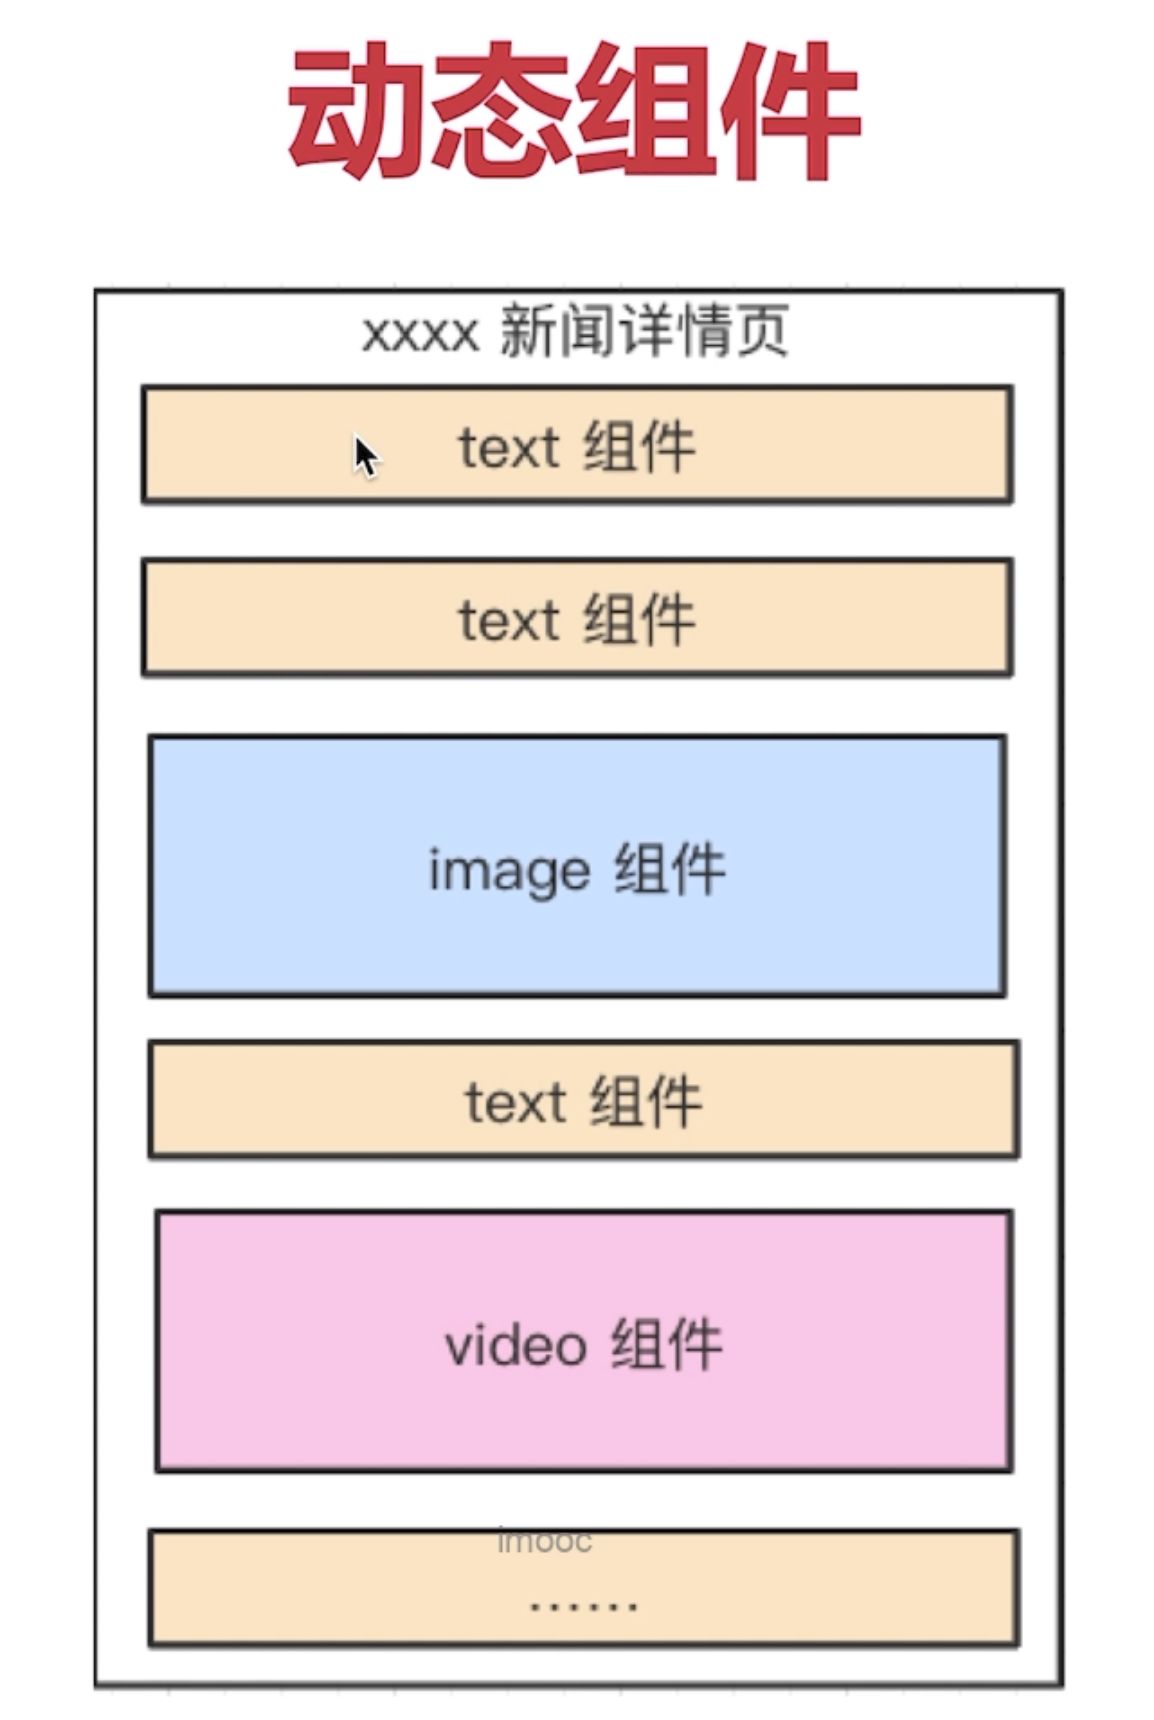 动态组件
xxxx 新闻详情页
text 组件
text 组件
image 组件
text 组件
video 组件
imooc
......